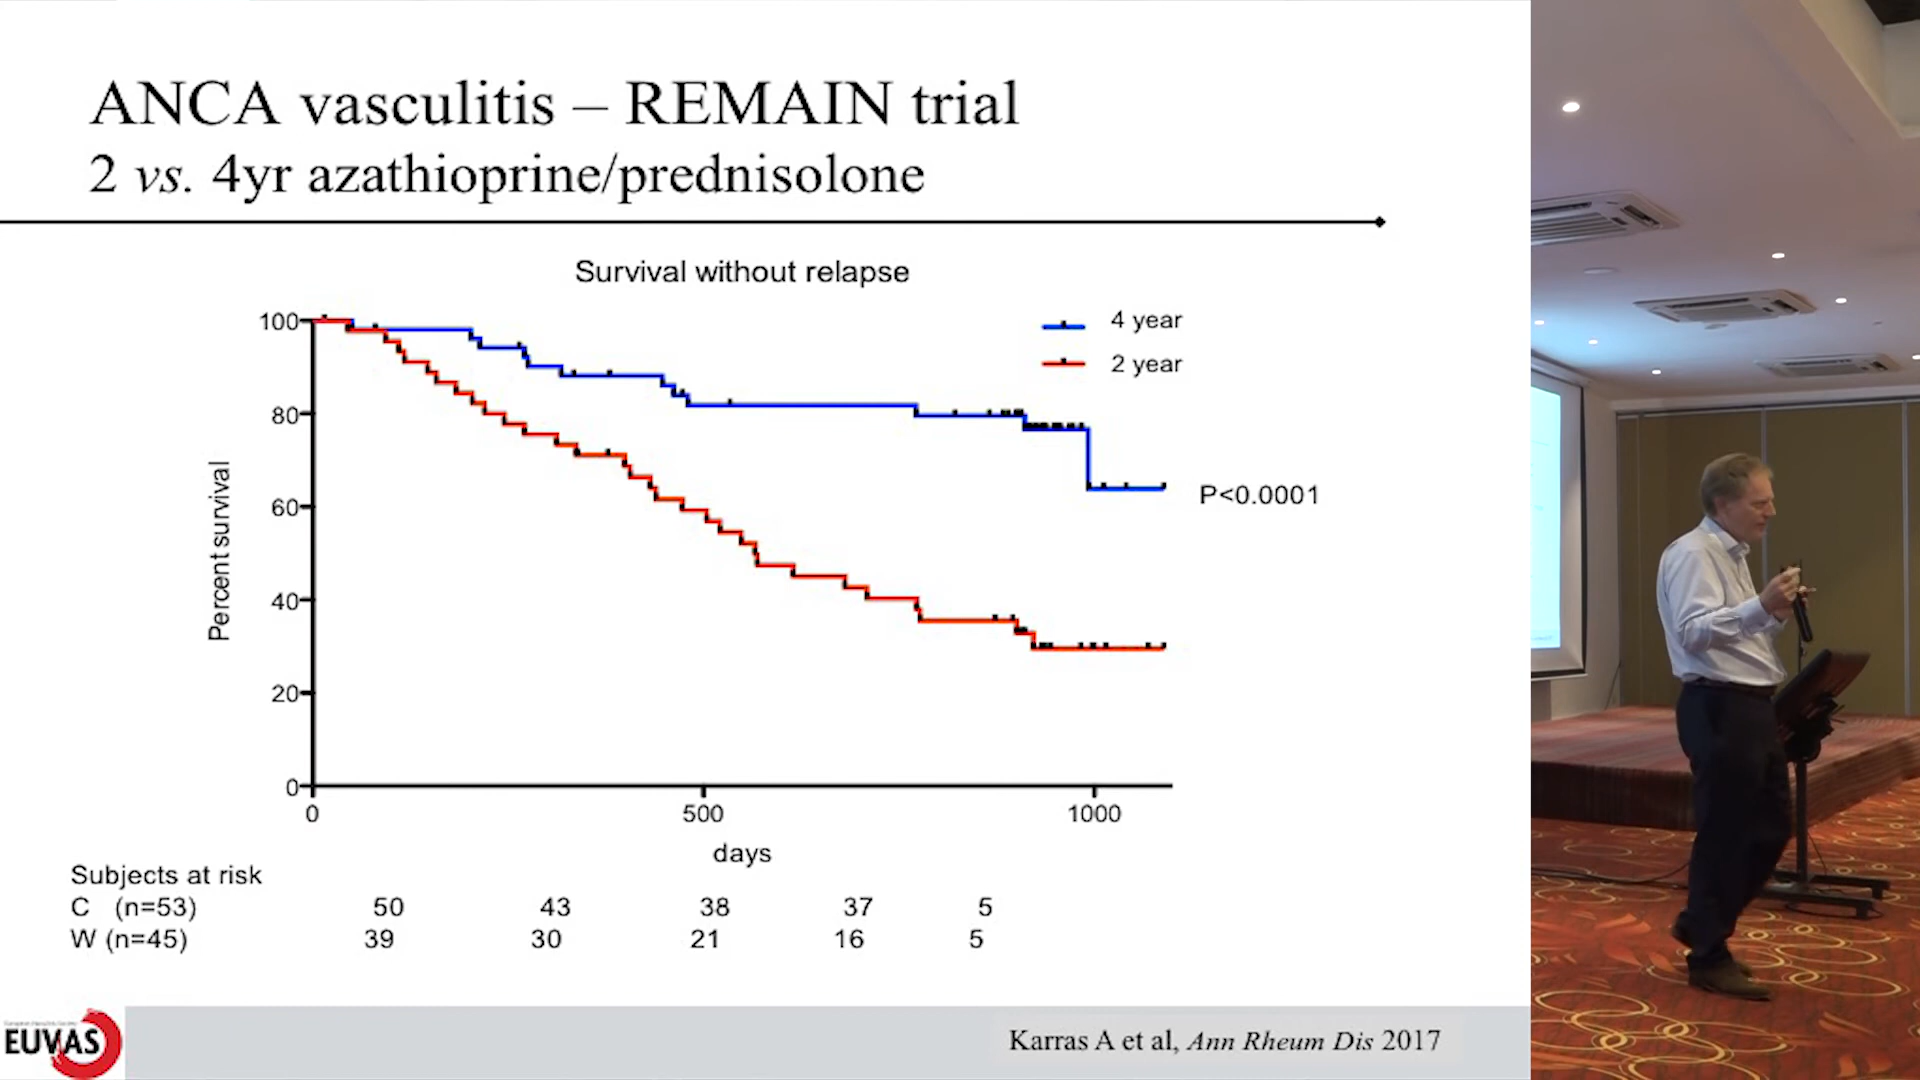 ANCA vasculitis – REMAIN trial
2 vs. 4yr azathioprine/prednisolone
Survival without relapse
4 year
2 year
P<0.0001
Percent survival
100
80
60
40
20
0
0 500 1000
days
Subjects at risk
C (n=53) 50 43 38 37 5
W (n=45) 39 30 21 16 5
EUVAS
Karras A et al, Ann Rheum Dis 2017